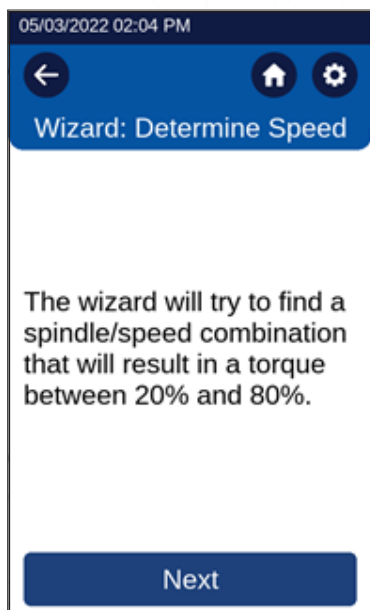 05/03/2022 02:04 PM
Wizard: Determine Speed
The wizard will try to find a
spindle/speed combination
that will result in a torque
between 20% and 80%.
Next